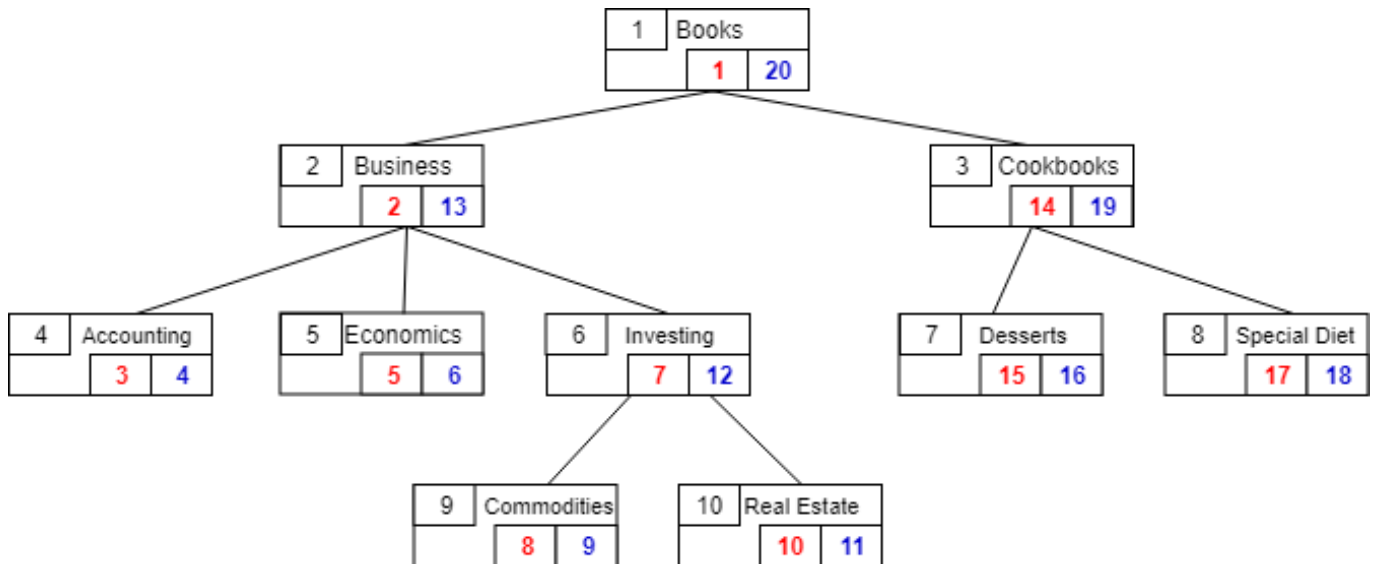 1 Books
1 20
2 Business
2 13
3 Cookbooks
14 19
4 Accounting
3 4
5 Economics
5 6
6 Investing
7 12
7 Desserts
15 16
8 Special Diet
17 18
9 Commodities
8 9
10 Real Estate
10 11